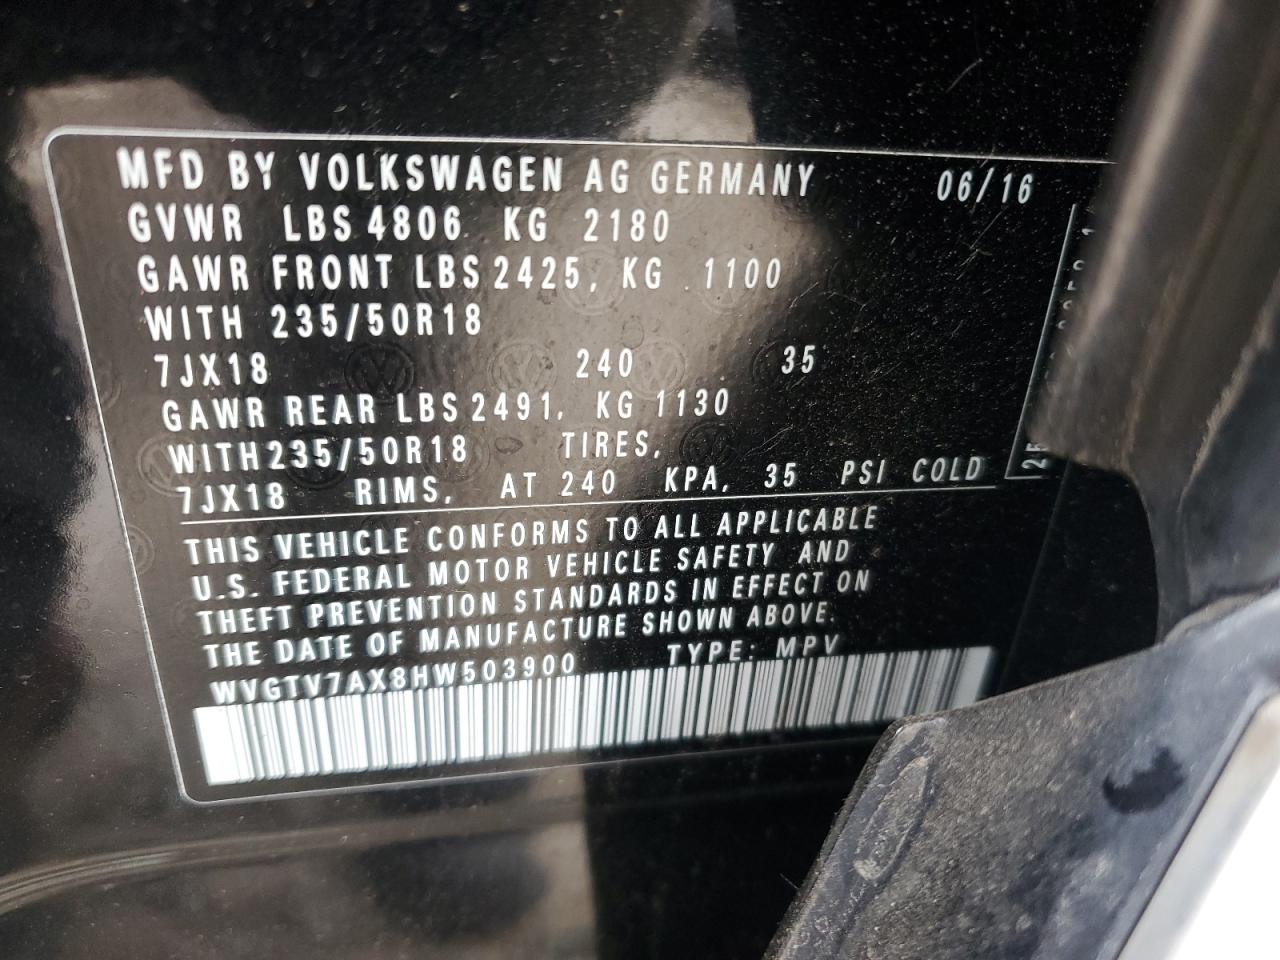 MFD BY VOLKSWAGEN AG GERMANY 06/16
GVWR LBS 4806 KG 2180
GAWR FRONT LBS 2425, KG 1100
WITH 235/50R18
7JX18 240 35
GAWR REAR LBS 2491, KG 1130
WITH 235/50R18 TIRES,
7JX18 RIMS, AT 240 KPA, 35 PSI COLD
THIS VEHICLE CONFORMS TO ALL APPLICABLE
U.S. FEDERAL MOTOR VEHICLE SAFETY AND
THEFT PREVENTION STANDARDS IN EFFECT ON
THE DATE OF MANUFACTURE SHOWN ABOVE.
WVGTV7AX8HW503900 TYPE: MPV